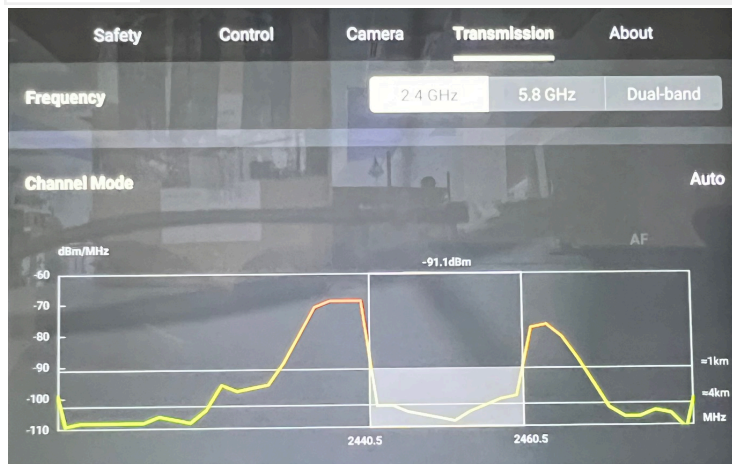 Safety Control Camera Transmission About
Frequency 2.4 GHz 5.8 GHz Dual-band
Channel Mode Auto
AF
dBm/MHz
-91.1dBm
-60
-70
-80
-90
≈1km
-100
≈4km
MHz
-110
2440.5 2460.5